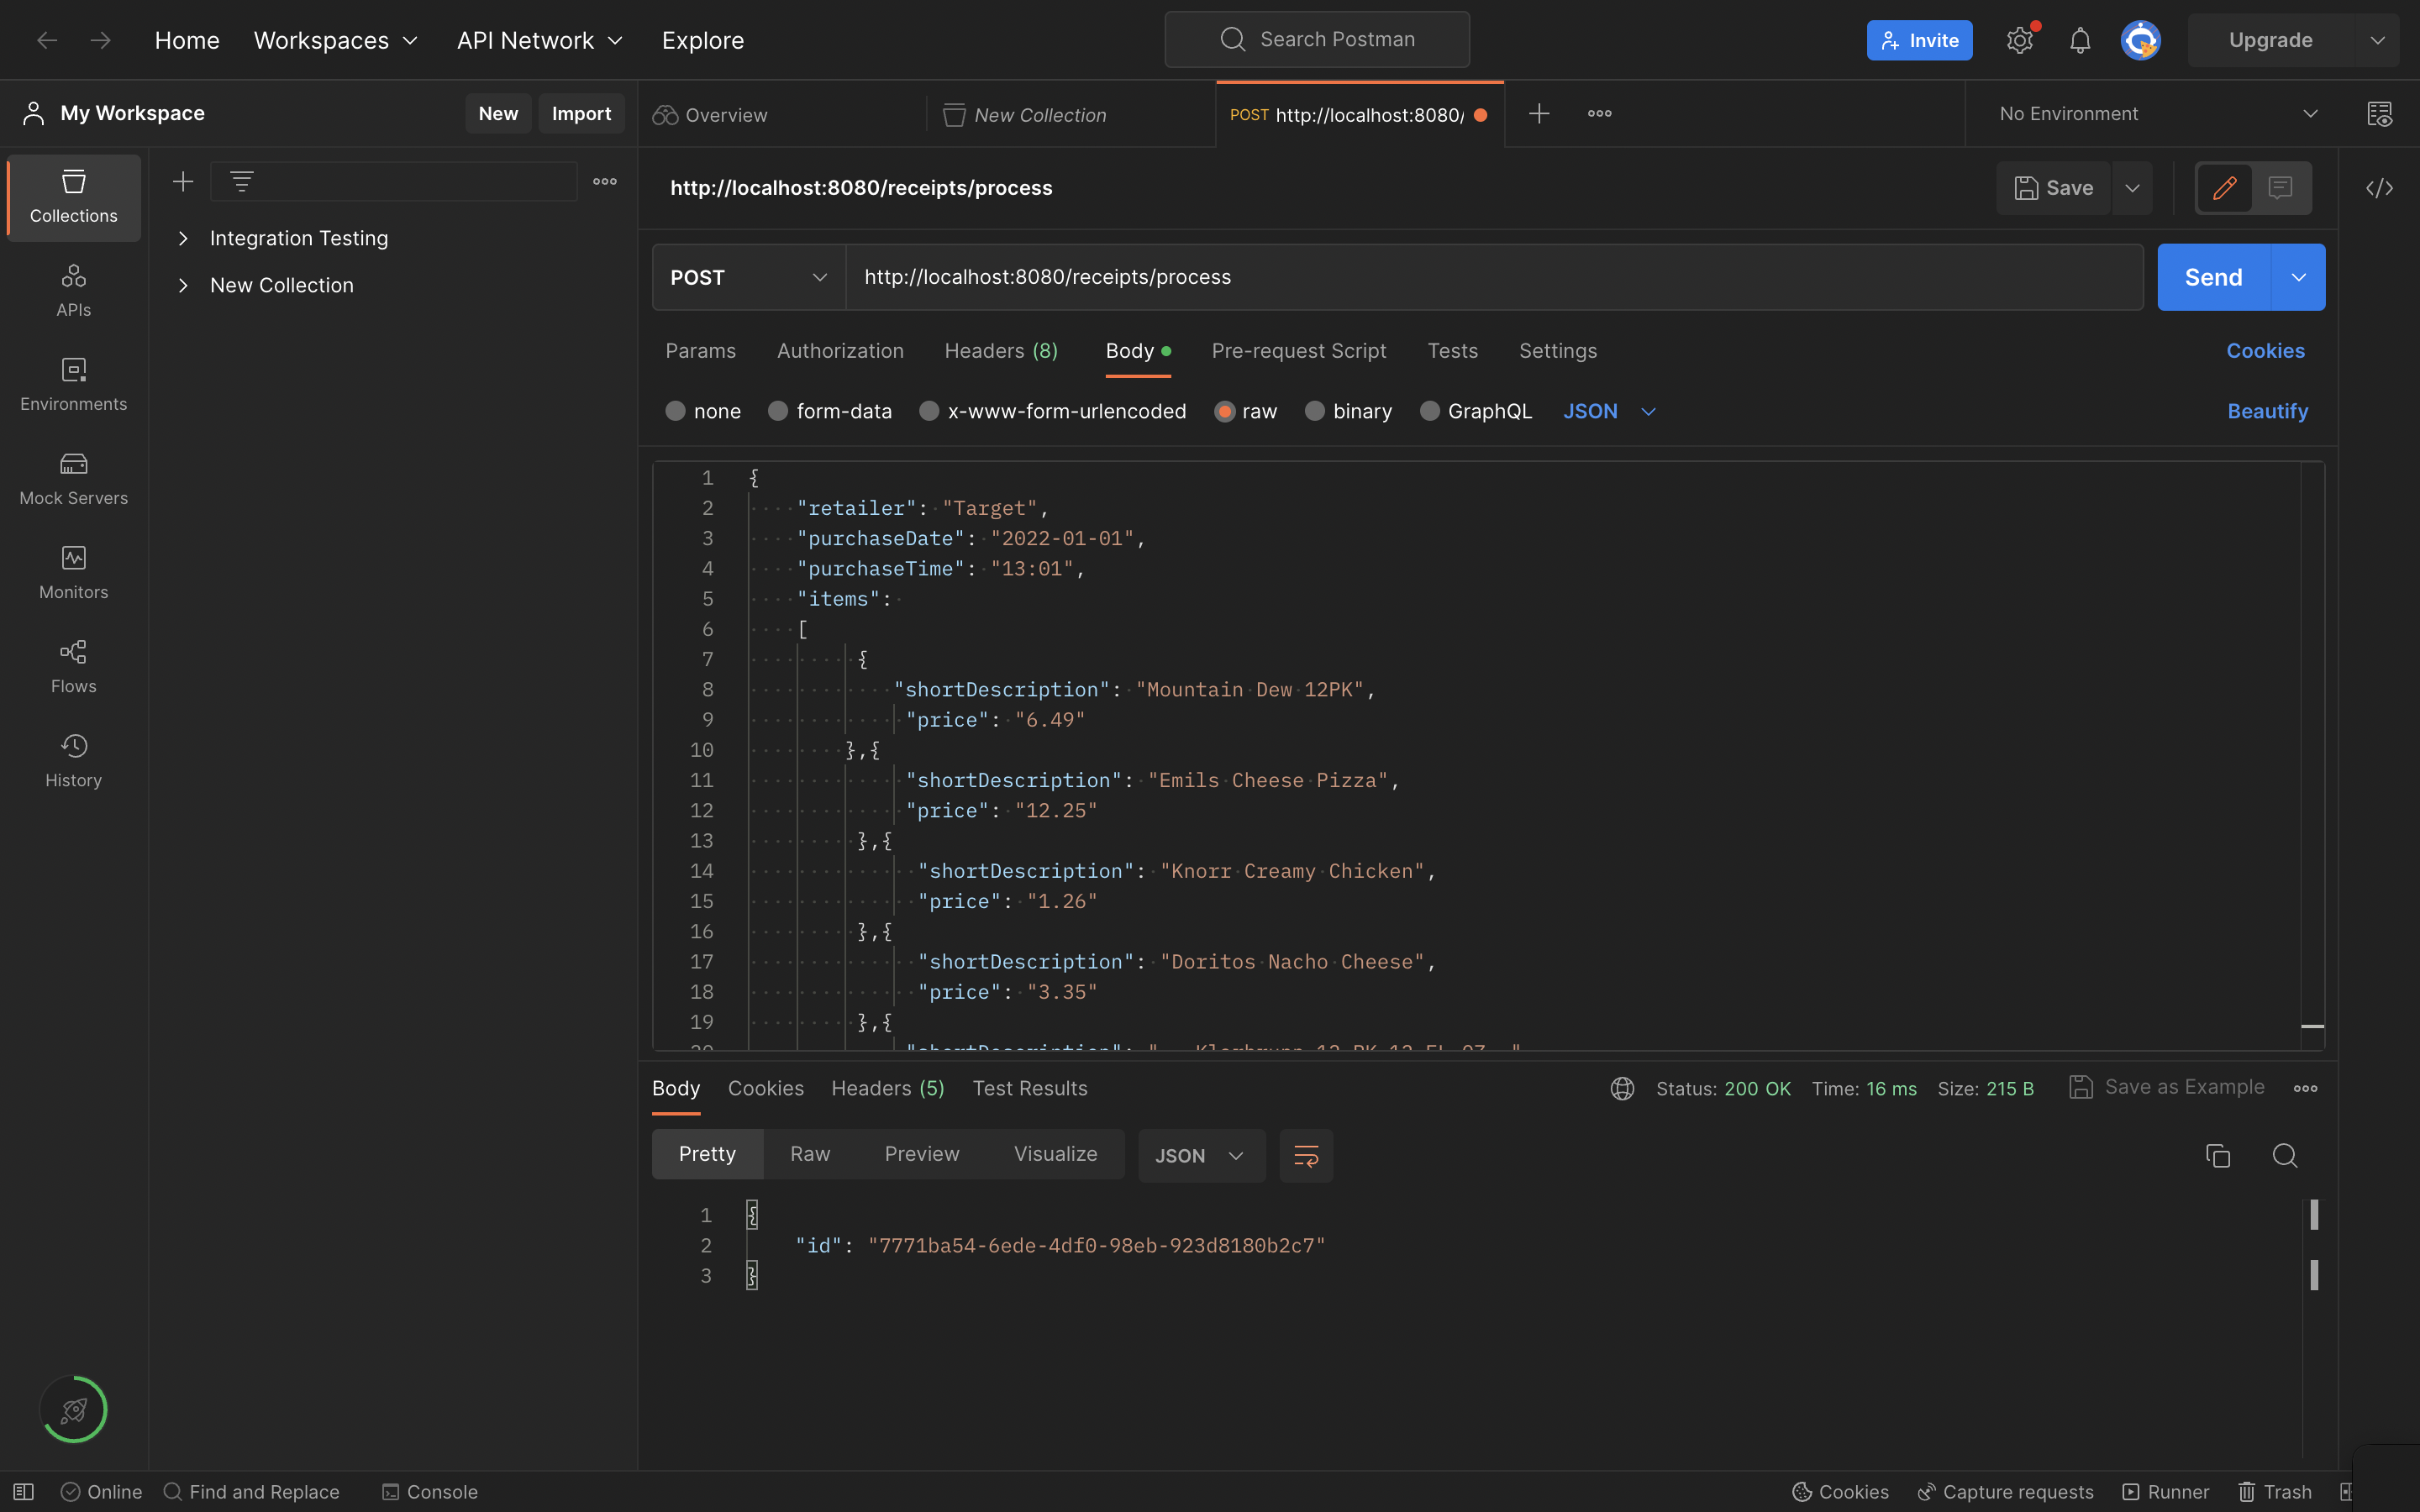 Home Workspaces API Network Explore Search Postman Invite Upgrade
My Workspace New Import Overview New Collection POST http://localhost:8080/ No Environment
Collections
Integration Testing
New Collection
APIs
Environments
Mock Servers
Monitors
Flows
History
http://localhost:8080/receipts/process Save
POST http://localhost:8080/receipts/process Send
Params Authorization Headers (8) Body Pre-request Script Tests Settings Cookies
none form-data x-www-form-urlencoded raw binary GraphQL JSON Beautify
1 {
2 "retailer": "Target",
3 "purchaseDate": "2022-01-01",
4 "purchaseTime": "13:01",
5 "items":
6 [
7 {
8 "shortDescription": "Mountain Dew 12PK",
9 "price": "6.49"
10 },{
11 "shortDescription": "Emils Cheese Pizza",
12 "price": "12.25"
13 },{
14 "shortDescription": "Knorr Creamy Chicken",
15 "price": "1.26"
16 },{
17 "shortDescription": "Doritos Nacho Cheese",
18 "price": "3.35"
19 },{
Body Cookies Headers (5) Test Results Status: 200 OK Time: 16 ms Size: 215 B Save as Example
Pretty Raw Preview Visualize JSON
1 {
2 "id": "7771ba54-6ede-4df0-98eb-923d8180b2c7"
3 }
Online Find and Replace Console Cookies Capture requests Runner Trash